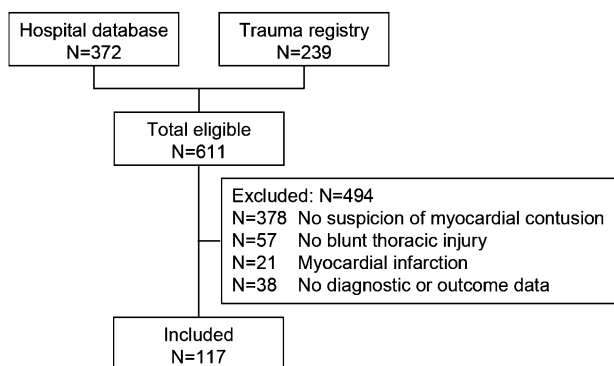 Hospital database
N=372
Trauma registry
N=239
Total eligible
N=611
Excluded: N=494
N=378 No suspicion of myocardial contusion
N=57 No blunt thoracic injury
N=21 Myocardial infarction
N=38 No diagnostic or outcome data
Included
N=117